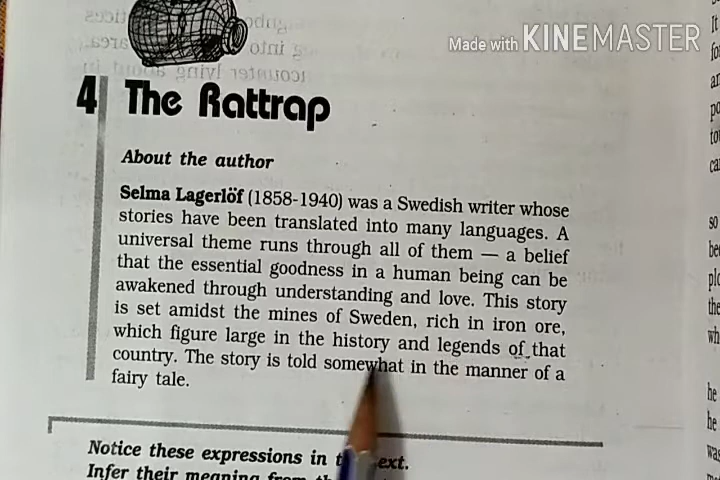 Made with KINEMASTER
4 The Rattrap
About the author
Selma Lagerlöf (1858-1940) was a Swedish writer whose
stories have been translated into many languages. A
universal theme runs through all of them — a belief
that the essential goodness in a human being can be
awakened through understanding and love. This story
is set amidst the mines of Sweden, rich in iron ore,
which figure large in the history and legends of that
country. The story is told somewhat in the manner of a
fairy tale.
Notice these expressions in ext.
Infer their meaning from